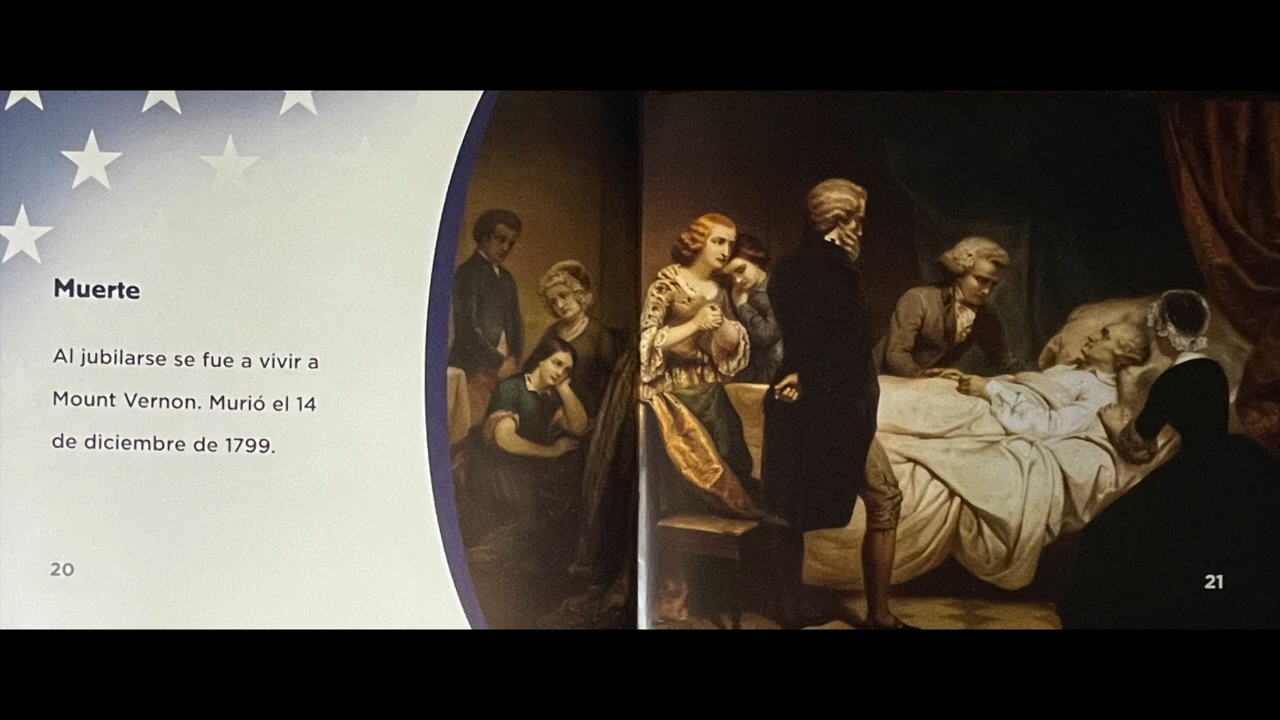 Muerte
Al jubilarse se fue a vivir a
Mount Vernon. Murió el 14
de diciembre de 1799.
20
21